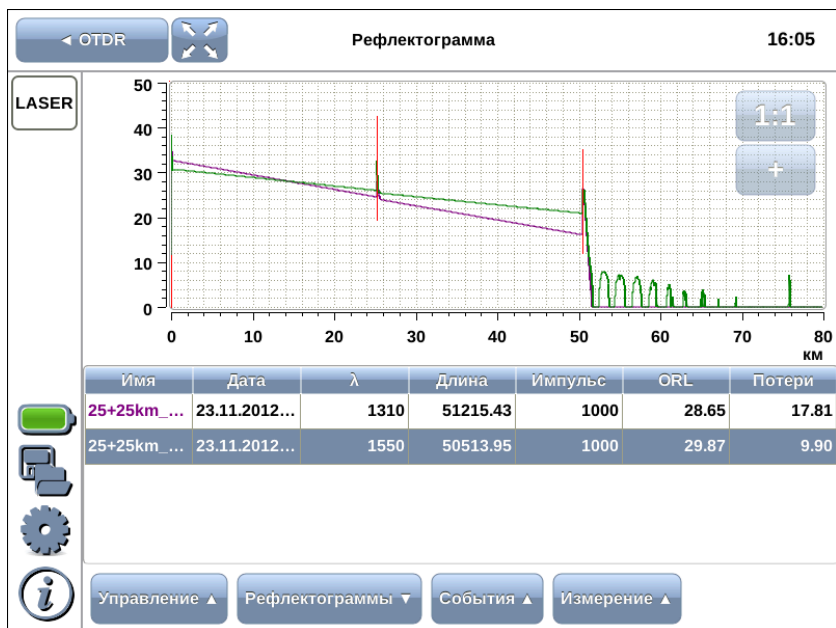 ◄ OTDR
Рефлектограмма
16:05
LASER
1:1
+
50
40
30
20
10
0
0 10 20 30 40 50 60 70 80
км
Имя Дата λ Длина Импульс ORL Потери
25+25km_... 23.11.2012... 1310 51215.43 1000 28.65 17.81
25+25km_... 23.11.2012... 1550 50513.95 1000 29.87 9.90
i
Управление ▲ Рефлектограммы ▼ События ▲ Измерение ▲